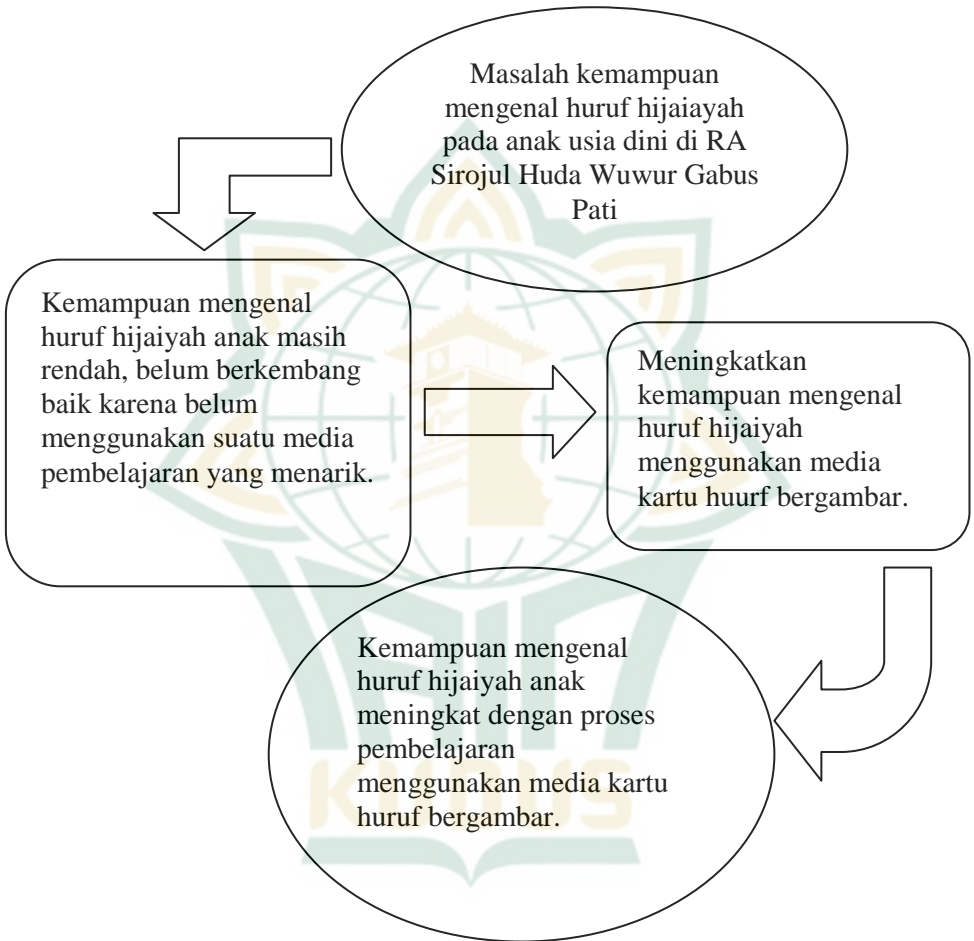 Masalah kemampuan
mengenal huruf hijaiayah
pada anak usia dini di RA
Sirojul Huda Wuwur Gabus
Pati
Kemampuan mengenal
huruf hijaiyah anak masih
rendah, belum berkembang
baik karena belum
menggunakan suatu media
pembelajaran yang menarik.
Meningkatkan
kemampuan mengenal
huruf hijaiyah
menggunakan media
kartu huurf bergambar.
Kemampuan mengenal
huruf hijaiyah anak
meningkat dengan proses
pembelajaran
menggunakan media kartu
huruf bergambar.
KUDUS